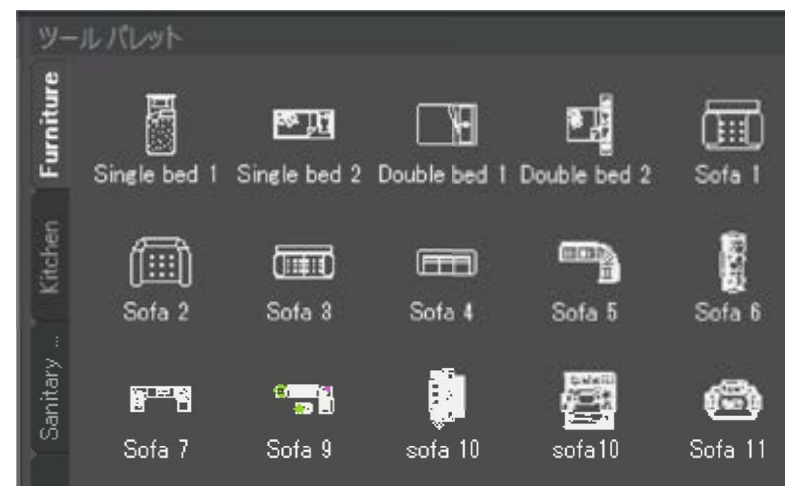 ツール パレット
Furniture
Single bed 1 Single bed 2 Double bed 1 Double bed 2 Sofa 1
Kitchen
Sofa 2 Sofa 3 Sofa 4 Sofa 5 Sofa 6
Sanitary ...
Sofa 7 Sofa 9 sofa 10 sofa10 Sofa 11